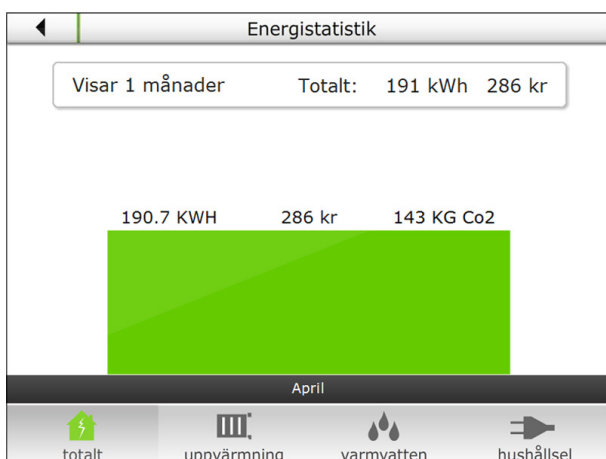 Energistatistik
Visar 1 månader Totalt: 191 kWh 286 kr
190.7 KWH 286 kr 143 KG Co2
April
totalt uppvärmning varmvatten hushållsel